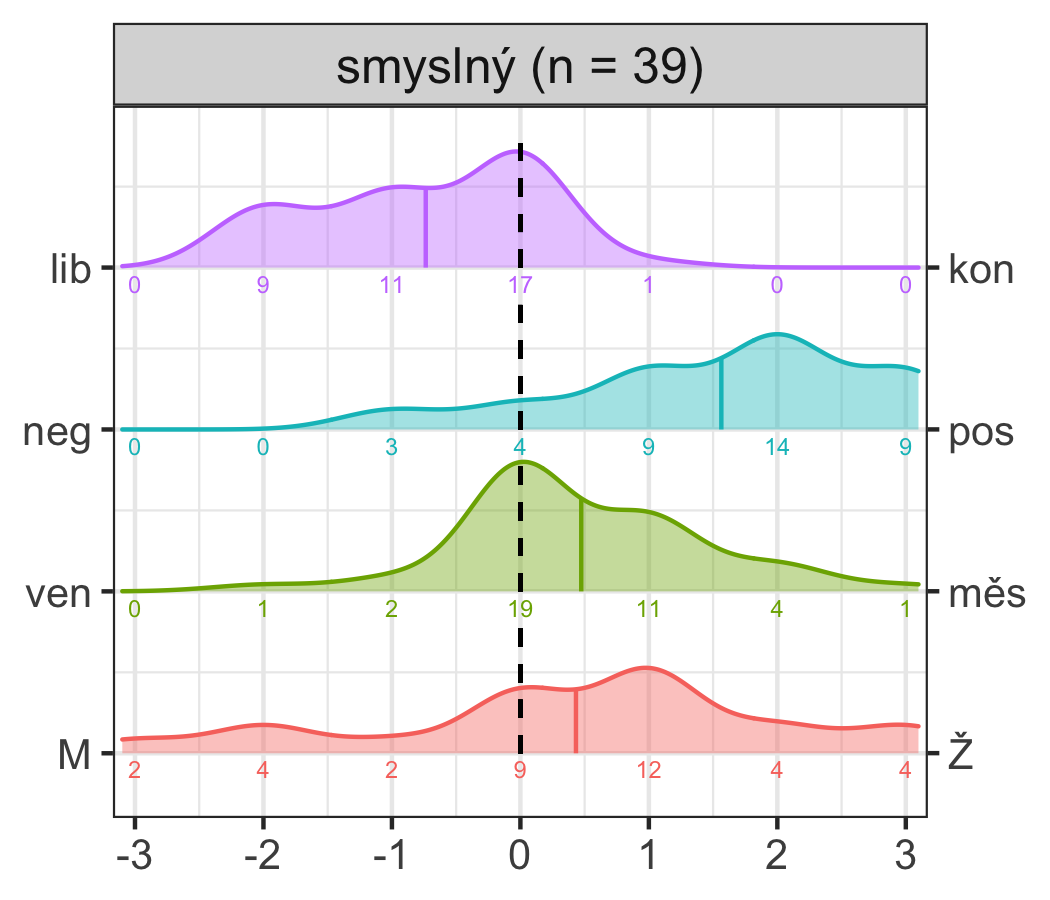 smyslný (n = 39)
lib kon
0 9 11 17 1 0 0
neg pos
0 0 3 4 9 14 9
ven měs
0 1 2 19 11 4 1
M Ž
2 4 2 9 12 4 4
-3 -2 -1 0 1 2 3